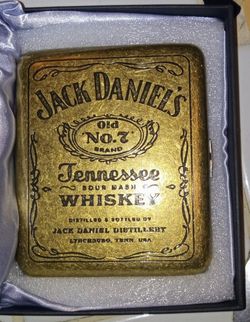 JACK DANIEL'S
Old
No.7
BRAND
Tennessee
SOUR MASH
WHISKEY
DISTILLED & BOTTLED BY
JACK DANIEL DISTILLERY
LYNCHBURG, TENN. USA